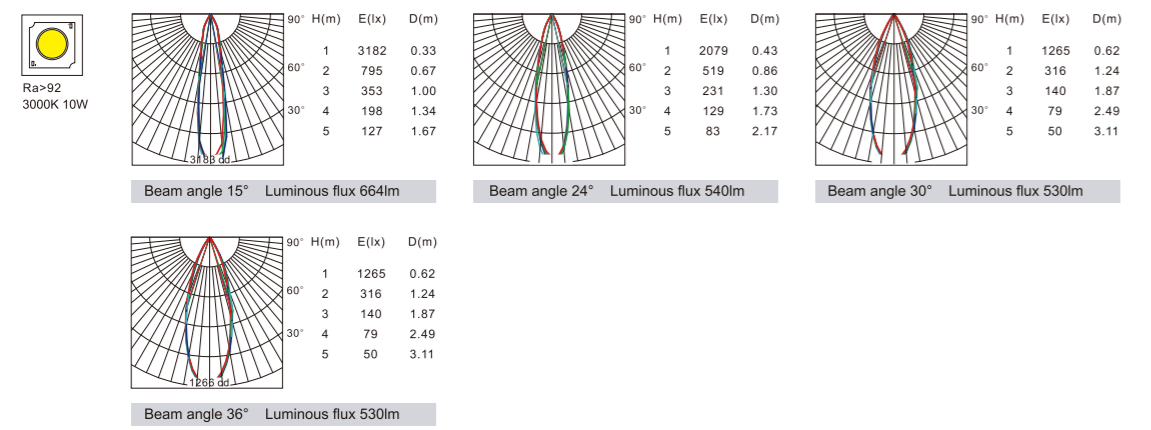 Ra>92
3000K 10W
90° H(m) E(lx) D(m)
1 3182 0.33
60° 2 795 0.67
3 353 1.00
30° 4 198 1.34
5 127 1.67
3183 cd
Beam angle 15° Luminous flux 664lm
90° H(m) E(lx) D(m)
1 2079 0.43
60° 2 519 0.86
3 231 1.30
30° 4 129 1.73
5 83 2.17
Beam angle 24° Luminous flux 540lm
90° H(m) E(lx) D(m)
1 1265 0.62
60° 2 316 1.24
3 140 1.87
30° 4 79 2.49
5 50 3.11
Beam angle 30° Luminous flux 530lm
90° H(m) E(lx) D(m)
1 1265 0.62
60° 2 316 1.24
3 140 1.87
30° 4 79 2.49
5 50 3.11
1266 cd
Beam angle 36° Luminous flux 530lm